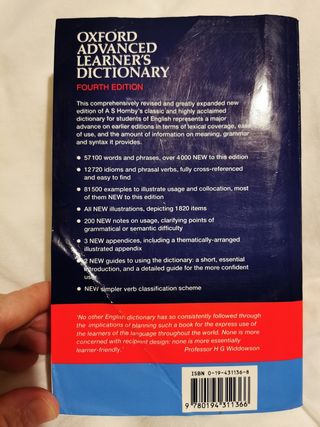 OXFORD
ADVANCED
LEARNER'S
DICTIONARY
FOURTH EDITION
This comprehensively revised and greatly expanded new
edition of A S Hornby's classic and highly acclaimed
dictionary for students of English represents a major
advance on earlier editions in terms of lexical coverage, ease
of use, and the amount of information on meaning, grammar
and syntax it provides.
● 57100 words and phrases, over 4000 NEW to this edition
● 12720 idioms and phrasal verbs, fully cross-referenced
and easy to find
● 81500 examples to illustrate usage and collocation, most
of them NEW to this edition
● All NEW illustrations, depicting 1820 items
● 200 NEW notes on usage, clarifying points of
grammatical or semantic difficulty
● 3 NEW appendices, including a thematically-arranged
illustrated appendix
● 2 NEW guides to using the dictionary: a short, essential
introduction, and a detailed guide for the more confident
user
● NEW simpler verb classification scheme
'No other English dictionary has so consistently followed through
the implications of planning such a book for the express use of
learners of the language throughout the world. None is more
concerned with recipient design: none is more essentially
learner-friendly.' Professor H G Widdowson
ISBN 0-19-431136-8
9 780194 311366 >